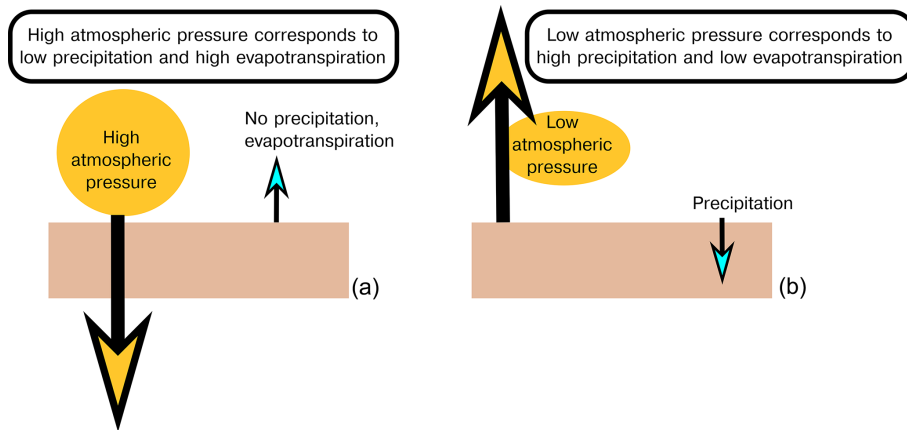 High atmospheric pressure corresponds to
low precipitation and high evapotranspiration
High
atmospheric
pressure
No precipitation,
evapotranspiration
(a)
Low atmospheric pressure corresponds to
high precipitation and low evapotranspiration
Low
atmospheric
pressure
Precipitation
(b)